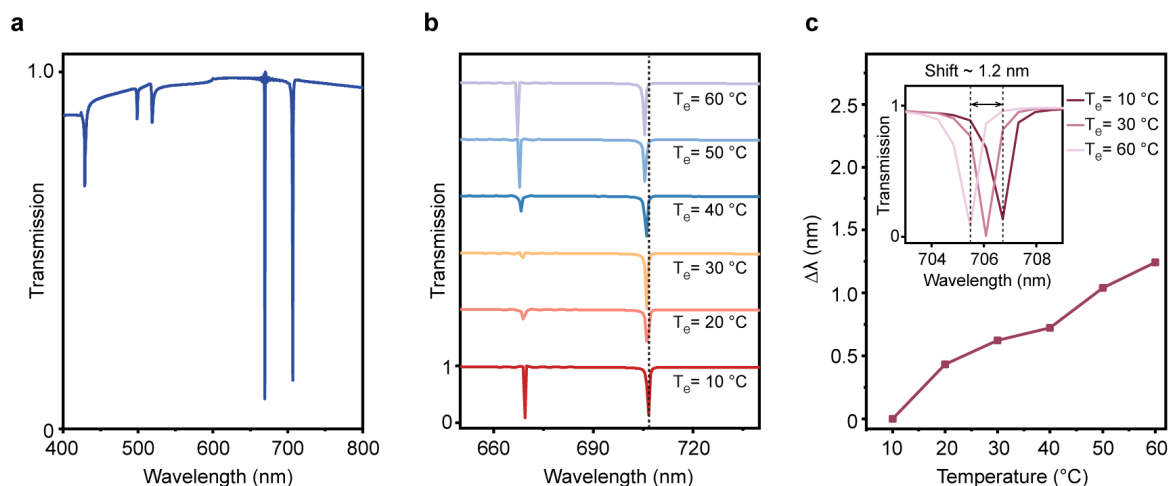 a
1.0
Transmission
0
400
500
600
700
800
Wavelength (nm)
b
Transmission
Tₑ= 60 °C
Tₑ= 50 °C
Tₑ= 40 °C
Tₑ= 30 °C
Tₑ= 20 °C
1
Tₑ= 10 °C
0
660
690
720
Wavelength (nm)
c
Δλ (nm)
2.5
2.0
1.5
1.0
0.5
0
10
20
30
40
50
60
Temperature (°C)
Shift ~ 1.2 nm
1
Transmission
0
704
706
708
Wavelength (nm)
Tₑ= 10 °C
Tₑ= 30 °C
Tₑ= 60 °C